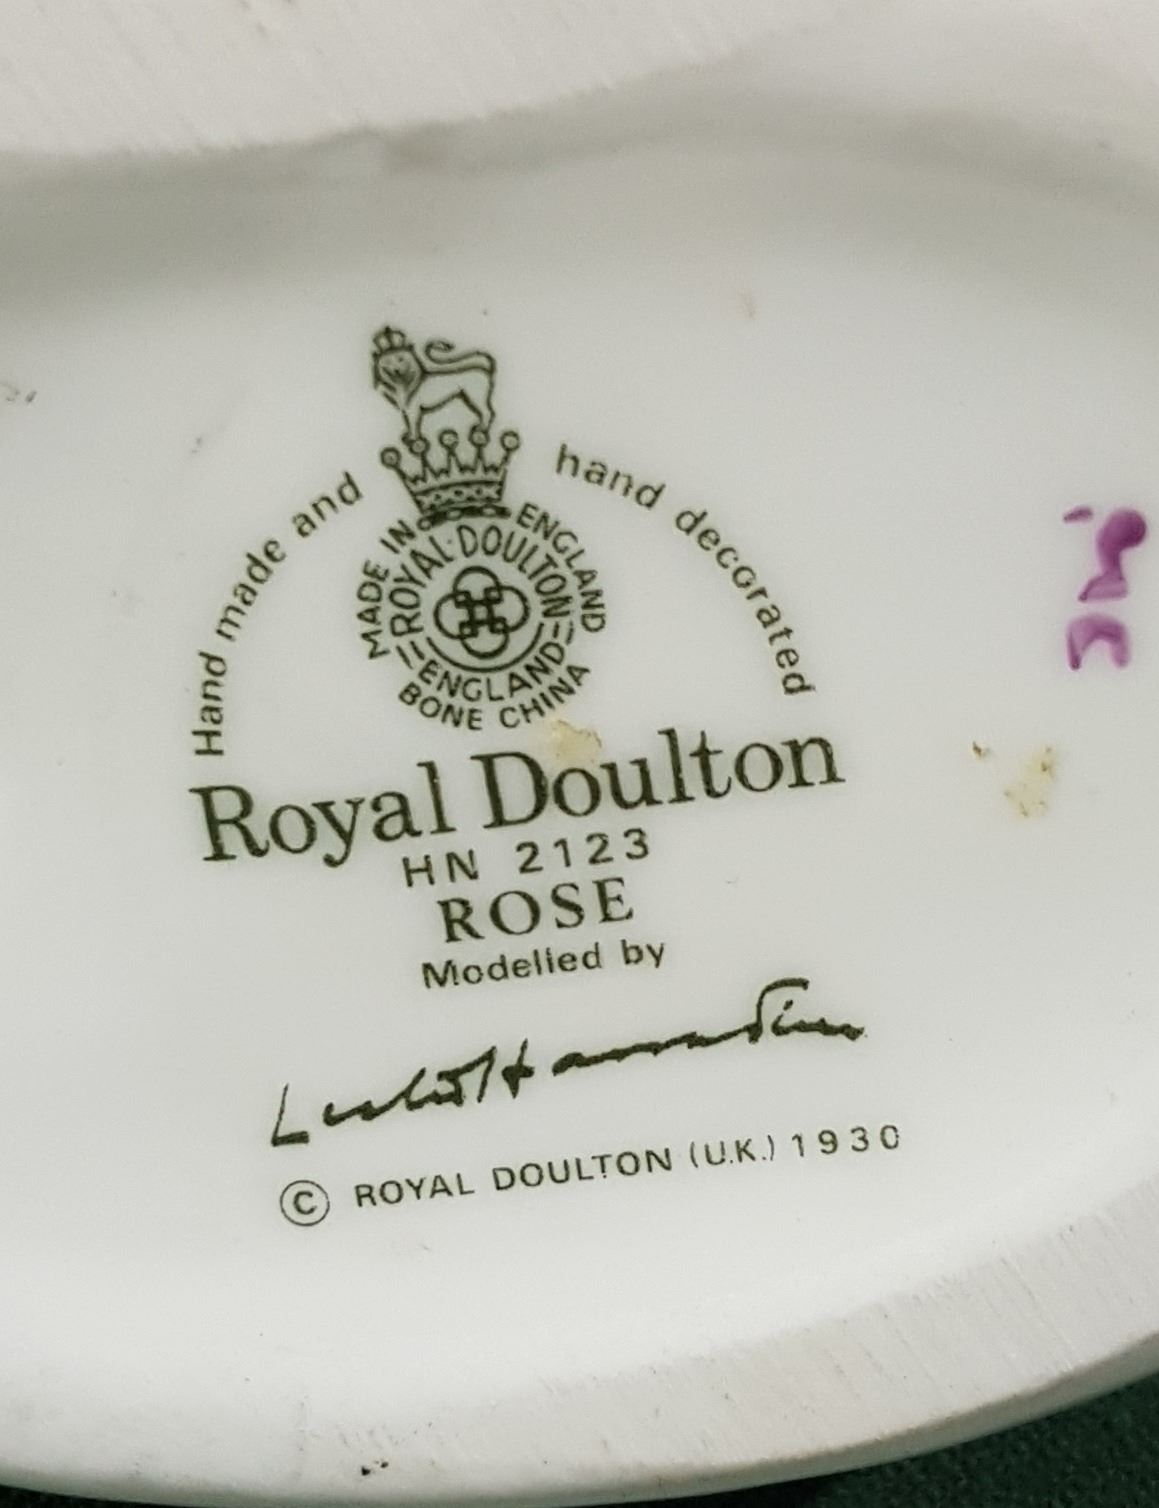 Hand made and hand decorated
MADE IN ENGLAND
ROYAL·DOULTON
ENGLAND
BONE CHINA
Royal Doulton
HN 2123
ROSE
Modelled by
© ROYAL DOULTON (U.K.) 1930